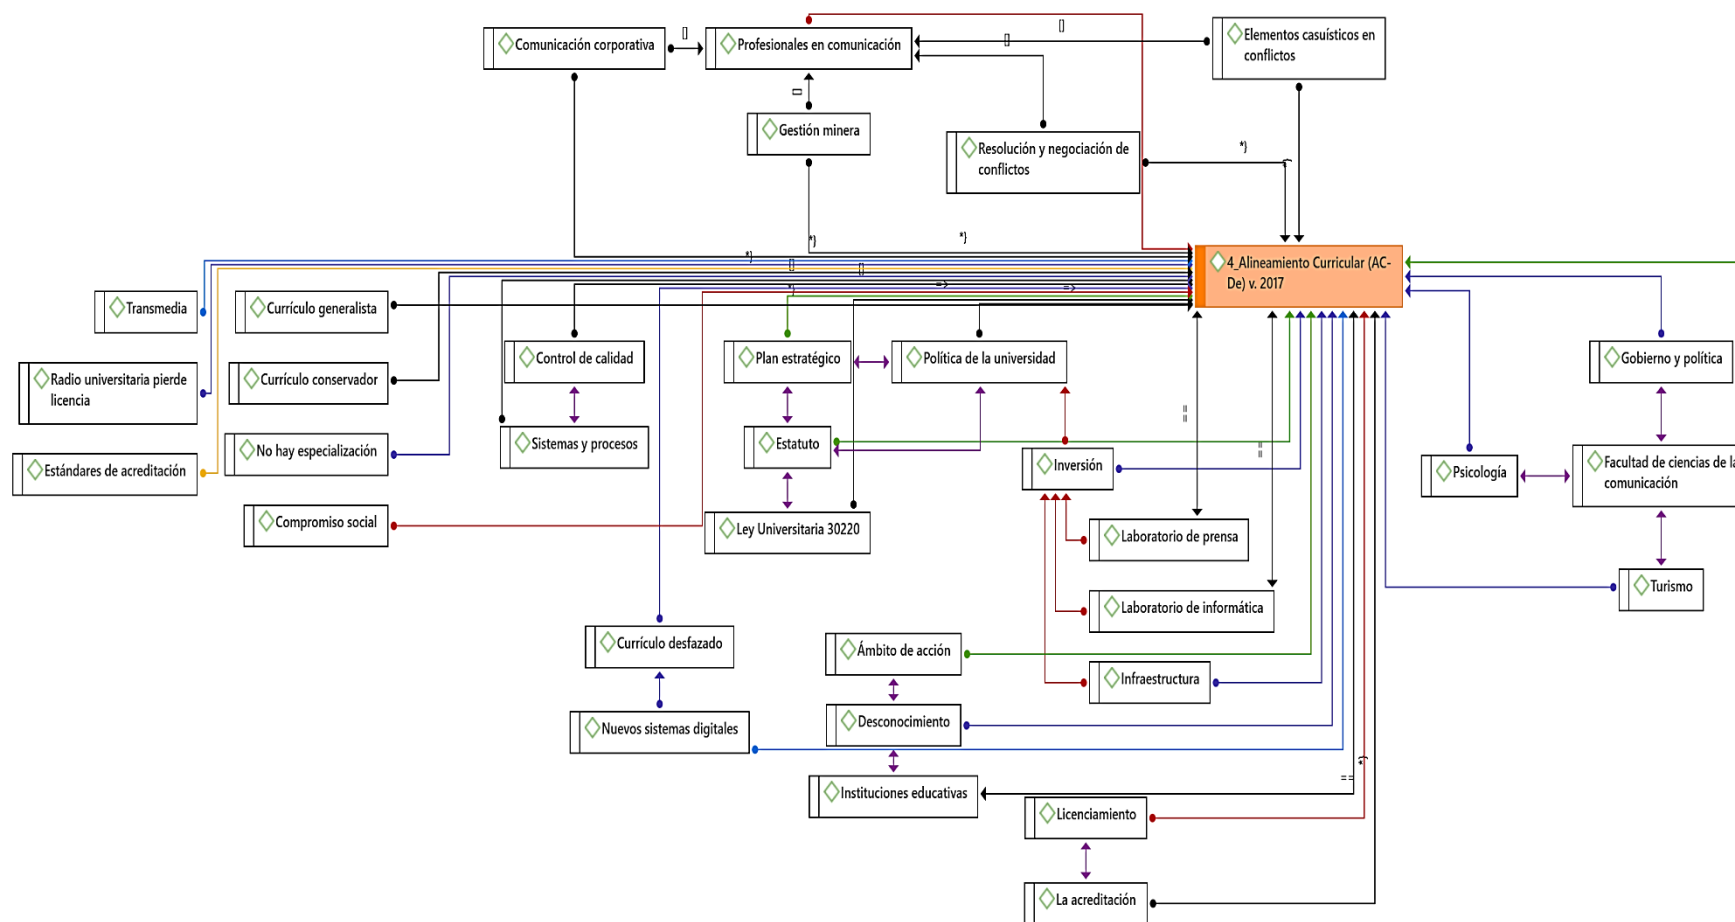 Comunicación corporativa
[]
Profesionales en comunicación
[]
[]
Elementos casuísticos en
conflictos
[]
Gestión minera
Resolución y negociación de
conflictos
*}
*}
*}
*}
*}
[]
[]
4_Alineamiento Curricular (AC-
De) v. 2017
=>
=>
*}
Transmedia
Currículo generalista
Control de calidad
Plan estratégico
Política de la universidad
Gobierno y política
Radio universitaria pierde
licencia
Currículo conservador
Sistemas y procesos
Estatuto
==
==
No hay especialización
Estándares de acreditación
Inversión
Psicología
Facultad de ciencias de la
comunicación
Compromiso social
Ley Universitaria 30220
Laboratorio de prensa
Turismo
Laboratorio de informática
Currículo desfazado
Ámbito de acción
Infraestructura
Nuevos sistemas digitales
Desconocimiento
*}
==
Instituciones educativas
Licenciamiento
La acreditación